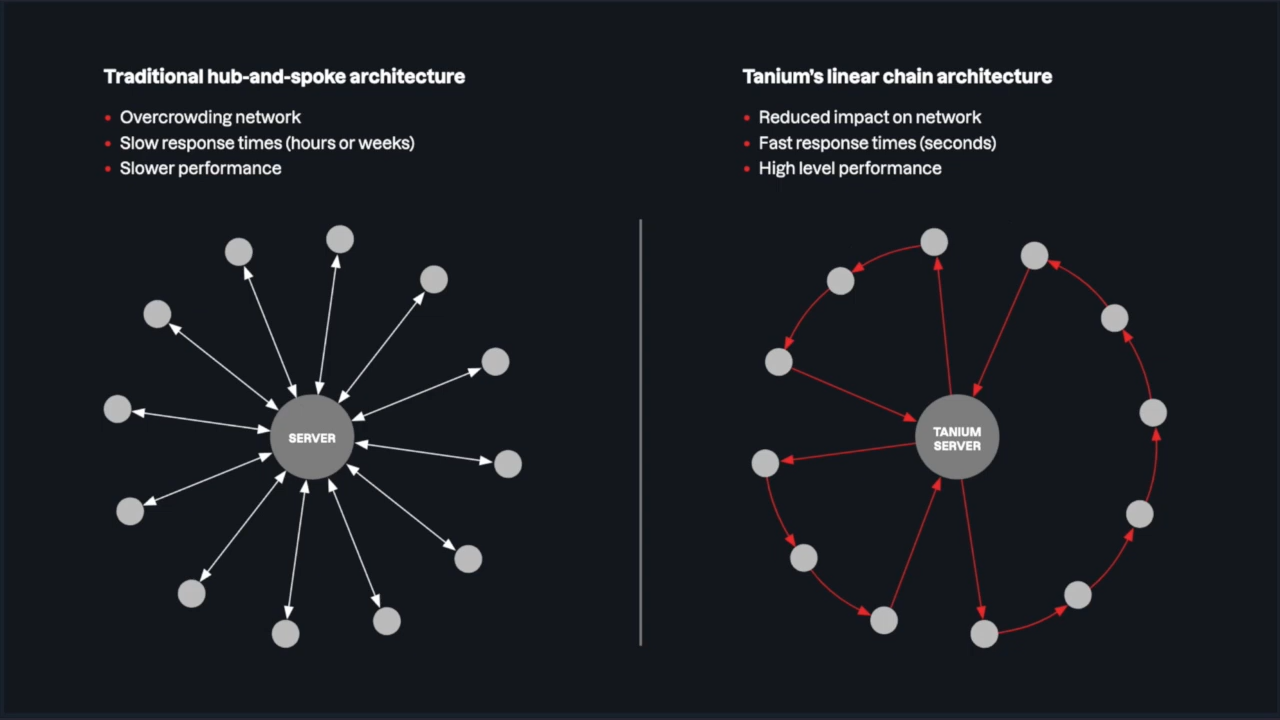 Traditional hub-and-spoke architecture
• Overcrowding network
• Slow response times (hours or weeks)
• Slower performance
SERVER
Tanium's linear chain architecture
• Reduced impact on network
• Fast response times (seconds)
• High level performance
TANIUM
SERVER